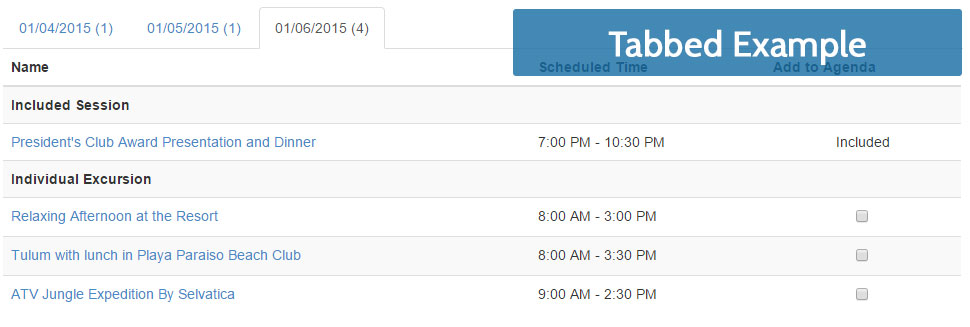 01/04/2015 (1) 01/05/2015 (1) 01/06/2015 (4)
Tabbed Example
Name Scheduled Time Add to Agenda
Included Session
President's Club Award Presentation and Dinner 7:00 PM - 10:30 PM Included
Individual Excursion
Relaxing Afternoon at the Resort 8:00 AM - 3:00 PM
Tulum with lunch in Playa Paraiso Beach Club 8:00 AM - 3:30 PM
ATV Jungle Expedition By Selvatica 9:00 AM - 2:30 PM